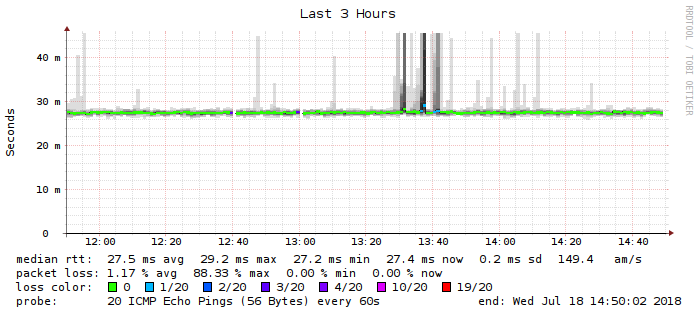 Last 3 Hours
RRDTOOL / TOBI OETIKER
Seconds
40 m
30 m
20 m
10 m
0
12:00 12:20 12:40 13:00 13:20 13:40 14:00 14:20 14:40
median rtt: 27.5 ms avg 29.2 ms max 27.2 ms min 27.4 ms now 0.2 ms sd 149.4 am/s
packet loss: 1.17 % avg 88.33 % max 0.00 % min 0.00 % now
loss color: 0 1/20 2/20 3/20 4/20 10/20 19/20
probe: 20 ICMP Echo Pings (56 Bytes) every 60s end: Wed Jul 18 14:50:02 2018